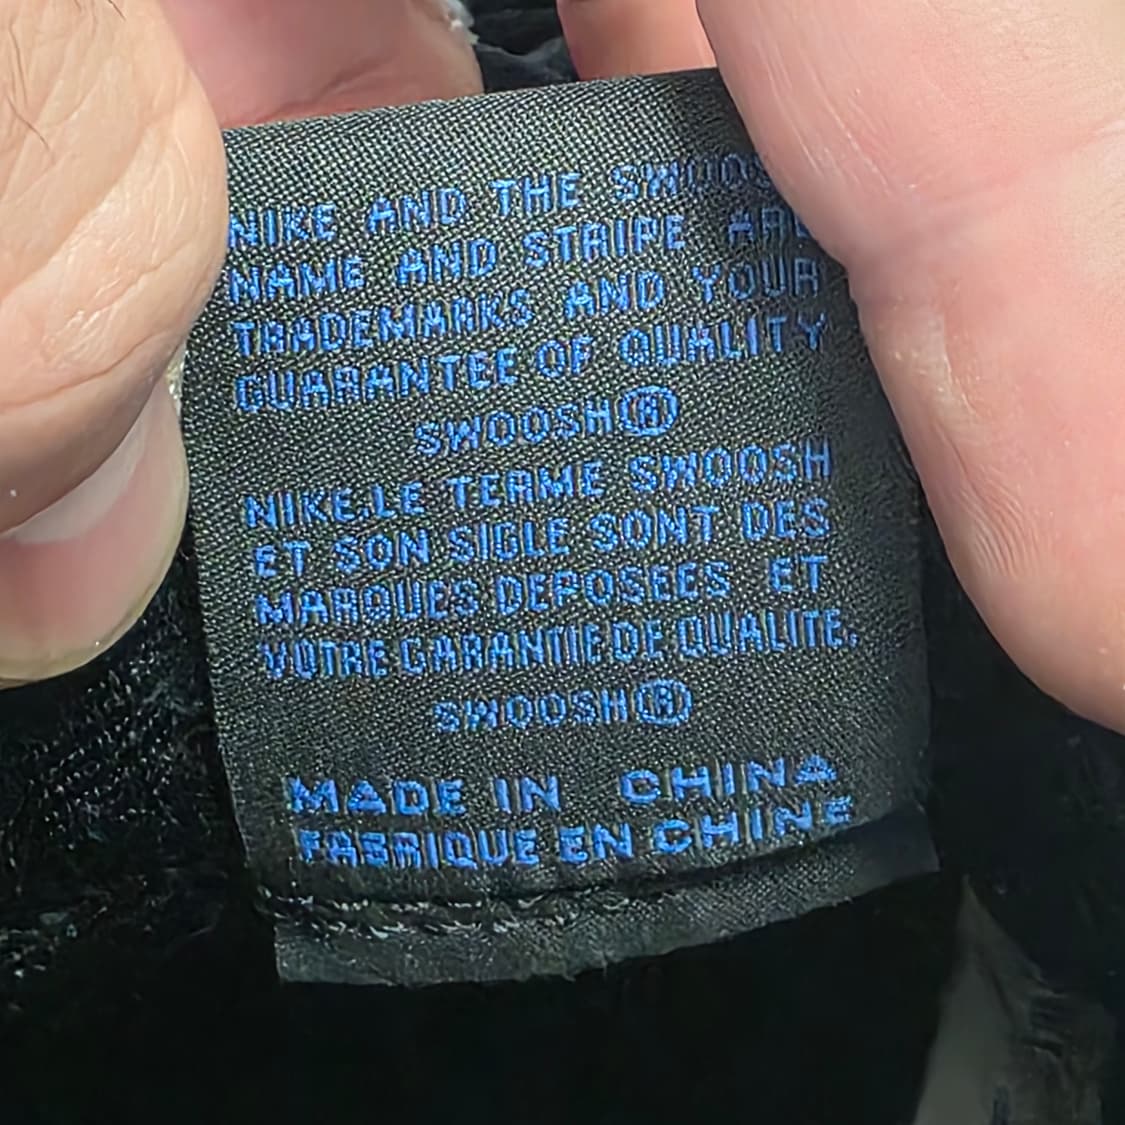 NIKE AND THE SWOOS
NAME AND STRIPE ARE
TRADEMARKS AND YOUR
GUARANTEE OF QUALITY
SWOOSH®
NIKE.LE TERME SWOOSH
ET SON SIGLE SONT DES
MARQUES DEPOSEES ET
VOTRE GARANTIE DE QUALITE.
SWOOSH®
MADE IN CHINA
FABRIQUE EN CHINE